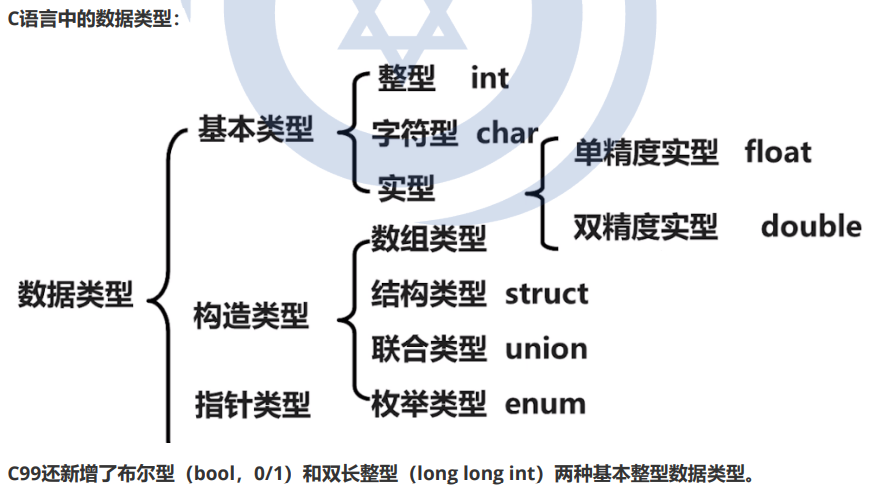 C语言中的数据类型：
整型 int
基本类型 字符型 char
单精度实型 float
实型
双精度实型 double
数组类型
数据类型 结构类型 struct
构造类型
联合类型 union
指针类型 枚举类型 enum
C99还新增了布尔型（bool，0/1）和双长整型（long long int）两种基本整型数据类型。